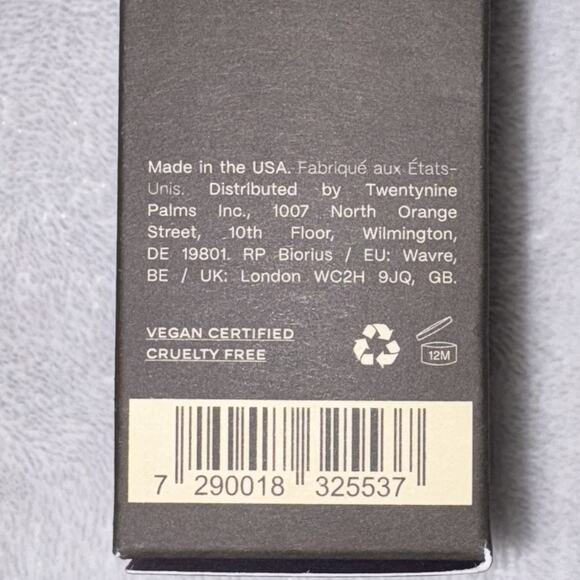 Made in the USA. Fabriqué aux États-
Unis. Distributed by Twentynine
Palms Inc., 1007 North Orange
Street, 10th Floor, Wilmington,
DE 19801. RP Biorius / EU: Wavre,
BE / UK: London WC2H 9JQ, GB.
VEGAN CERTIFIED
CRUELTY FREE
12M
7 290018 325537